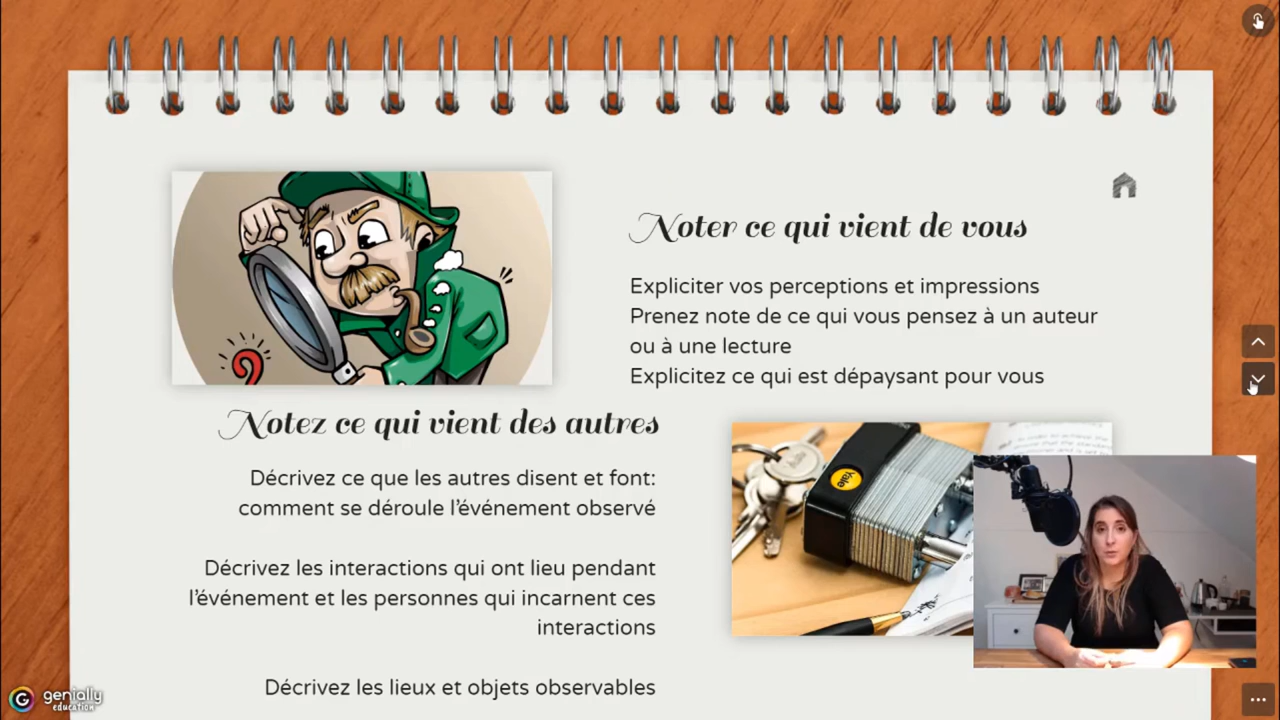 Noter ce qui vient de vous
Expliciter vos perceptions et impressions
Prenez note de ce qui vous pensez à un auteur
ou à une lecture
Explicitez ce qui est dépaysant pour vous
Notez ce qui vient des autres
Décrivez ce que les autres disent et font:
comment se déroule l'événement observé
Décrivez les interactions qui ont lieu pendant
l'événement et les personnes qui incarnent ces
interactions
Décrivez les lieux et objets observables
Yale
genially
education